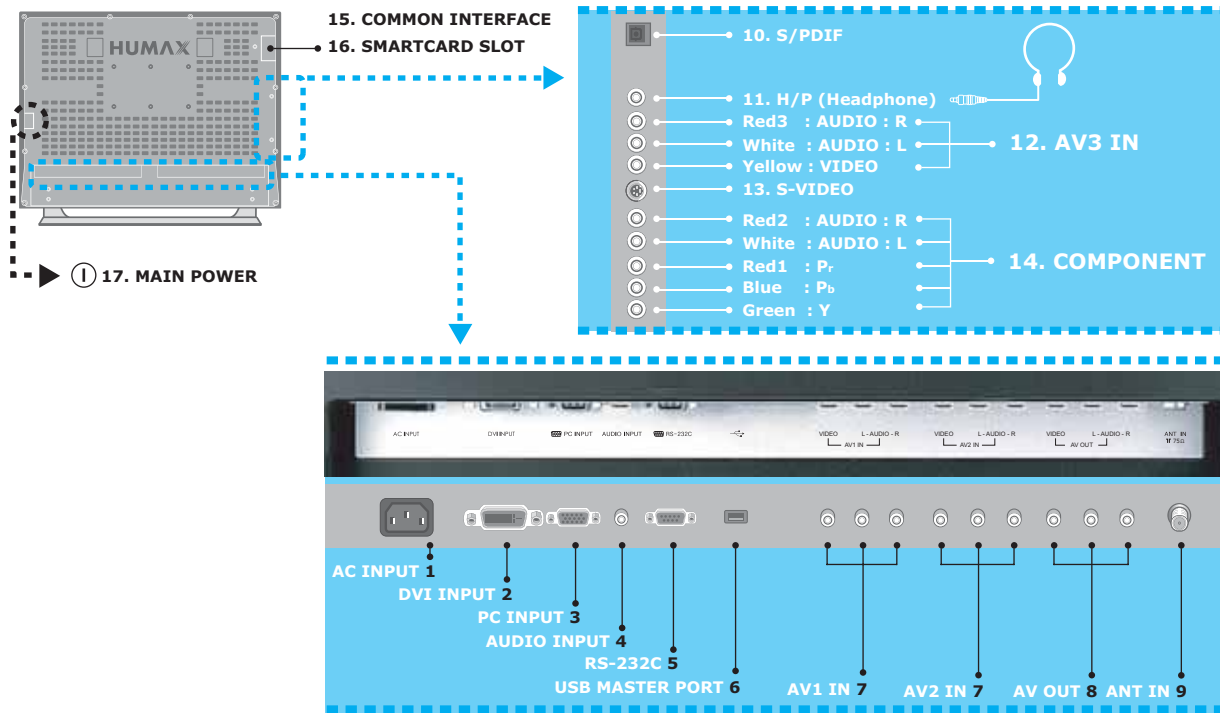 15. COMMON INTERFACE
16. SMARTCARD SLOT
HUMAX
17. MAIN POWER
10. S/PDIF
11. H/P (Headphone)
Red3 : AUDIO : R
White : AUDIO : L
Yellow : VIDEO
12. AV3 IN
13. S-VIDEO
Red2 : AUDIO : R
White : AUDIO : L
Red1 : Pr
Blue : Pb
Green : Y
14. COMPONENT
AC INPUT
DVI INPUT
PC INPUT
AUDIO INPUT
RS-232C
VIDEO L - AUDIO - R
AV1 IN
VIDEO L - AUDIO - R
AV2 IN
VIDEO L - AUDIO - R
AV OUT
ANT IN
75Ω
AC INPUT 1
DVI INPUT 2
PC INPUT 3
AUDIO INPUT 4
RS-232C 5
USB MASTER PORT 6
AV1 IN 7
AV2 IN 7
AV OUT 8
ANT IN 9